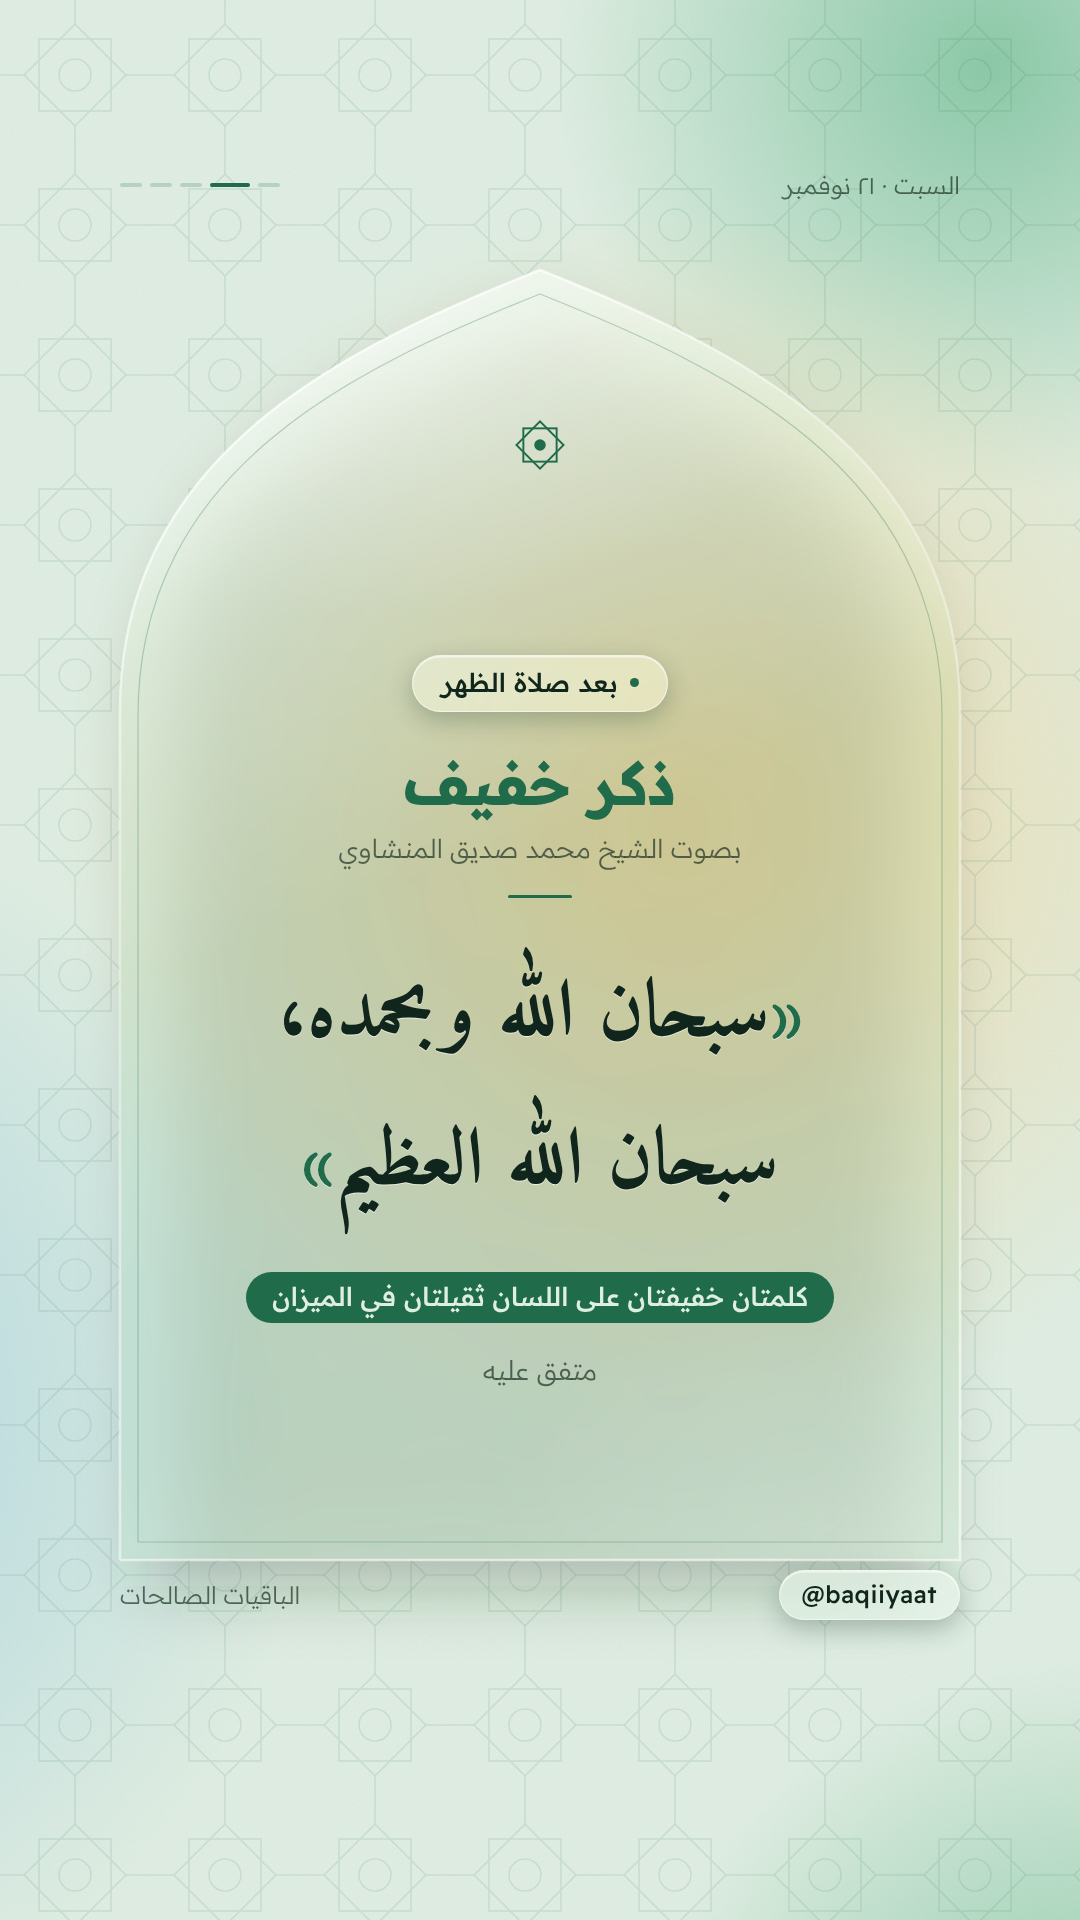 السبت · ٢١ نوفمبر
بعد صلاة الظهر
ذكر خفيف
بصوت الشيخ محمد صديق المنشاوي
«سبحان الله وبحمده،
سبحان الله العظيم»
كلمتان خفيفتان على اللسان ثقيلتان في الميزان
متفق عليه
@baqiiyaat
الباقيات الصالحات